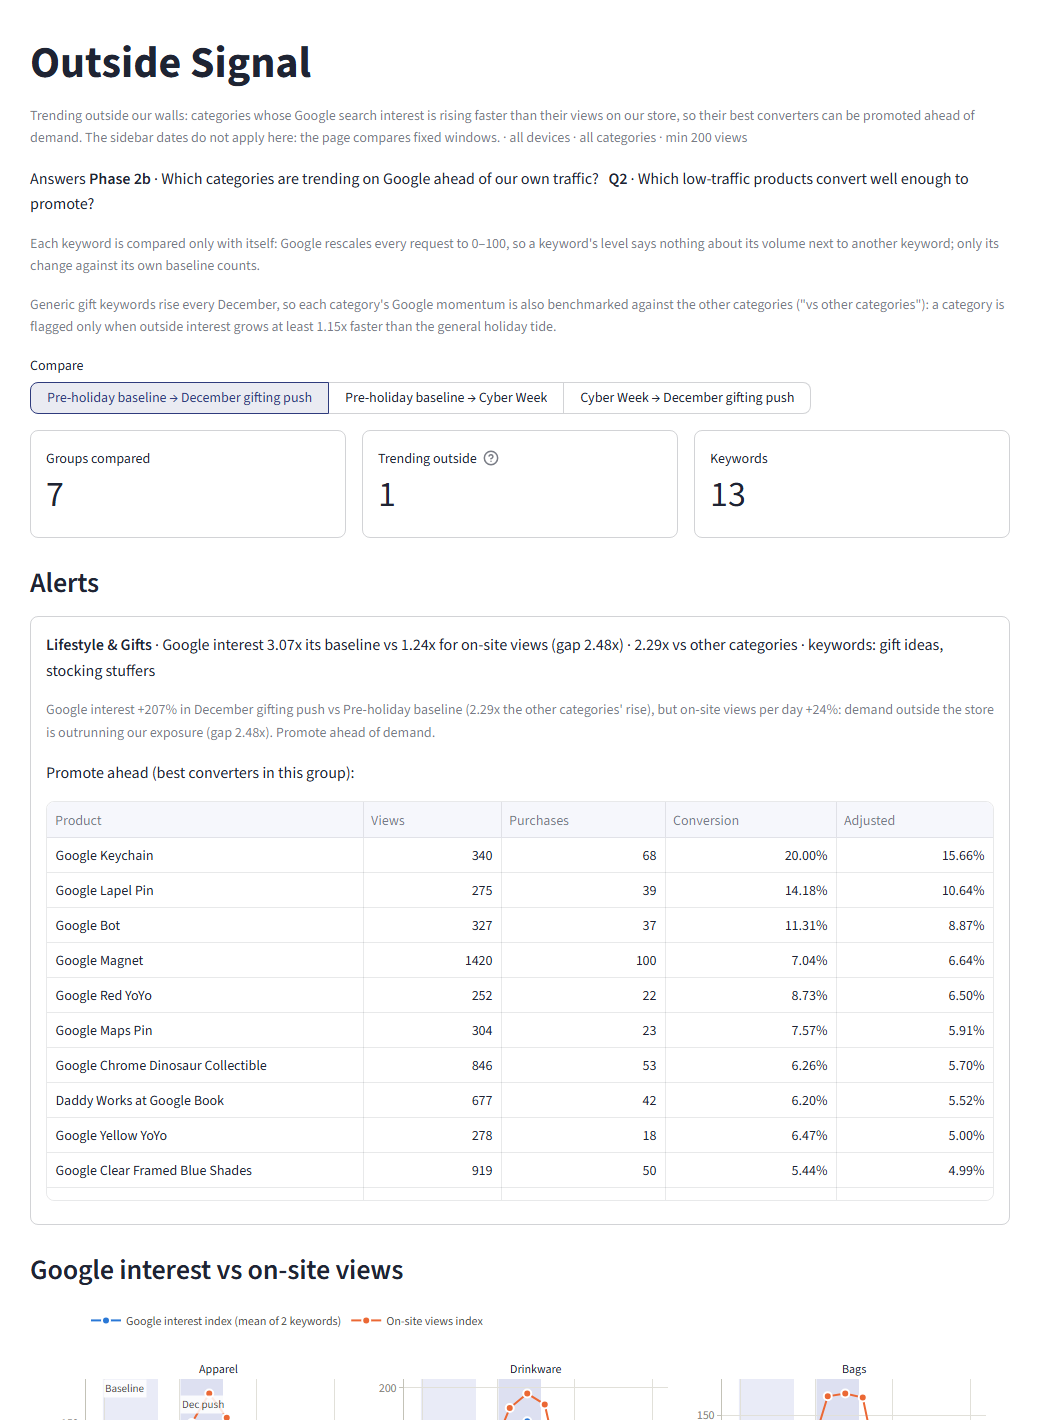 Outside Signal
Trending outside our walls: categories whose Google search interest is rising faster than their views on our store, so their best converters can be promoted ahead of
demand. The sidebar dates do not apply here: the page compares fixed windows. · all devices · all categories · min 200 views
Answers Phase 2b · Which categories are trending on Google ahead of our own traffic? Q2 · Which low-traffic products convert well enough to
promote?
Each keyword is compared only with itself: Google rescales every request to 0–100, so a keyword's level says nothing about its volume next to another keyword; only its
change against its own baseline counts.
Generic gift keywords rise every December, so each category's Google momentum is also benchmarked against the other categories ("vs other categories"): a category is
flagged only when outside interest grows at least 1.15x faster than the general holiday tide.
Compare
Pre-holiday baseline → December gifting push Pre-holiday baseline → Cyber Week Cyber Week → December gifting push
Groups compared Trending outside Keywords
7 1 13
Alerts
Lifestyle & Gifts · Google interest 3.07x its baseline vs 1.24x for on-site views (gap 2.48x) · 2.29x vs other categories · keywords: gift ideas,
stocking stuffers
Google interest +207% in December gifting push vs Pre-holiday baseline (2.29x the other categories' rise), but on-site views per day +24%: demand outside the store
is outrunning our exposure (gap 2.48x). Promote ahead of demand.
Promote ahead (best converters in this group):
Product Views Purchases Conversion Adjusted
Google Keychain 340 68 20.00% 15.66%
Google Lapel Pin 275 39 14.18% 10.64%
Google Bot 327 37 11.31% 8.87%
Google Magnet 1420 100 7.04% 6.64%
Google Red YoYo 252 22 8.73% 6.50%
Google Maps Pin 304 23 7.57% 5.91%
Google Chrome Dinosaur Collectible 846 53 6.26% 5.70%
Daddy Works at Google Book 677 42 6.20% 5.52%
Google Yellow YoYo 278 18 6.47% 5.00%
Google Clear Framed Blue Shades 919 50 5.44% 4.99%
Google interest vs on-site views
Google interest index (mean of 2 keywords) On-site views index
Apparel Drinkware Bags
Baseline 200
Dec push
150